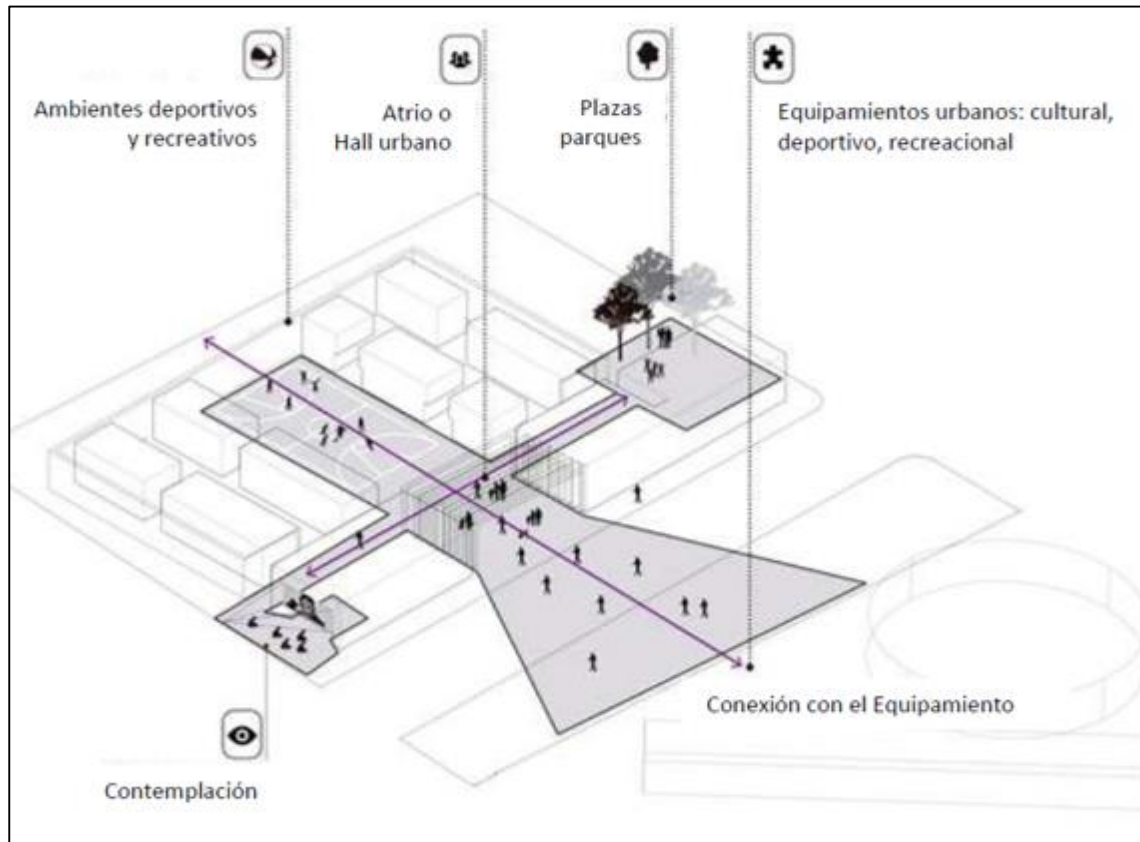 Ambientes deportivos
y recreativos
Atrio o
Hall urbano
Plazas
parques
Equipamientos urbanos: cultural,
deportivo, recreacional
Conexión con el Equipamiento
Contemplación